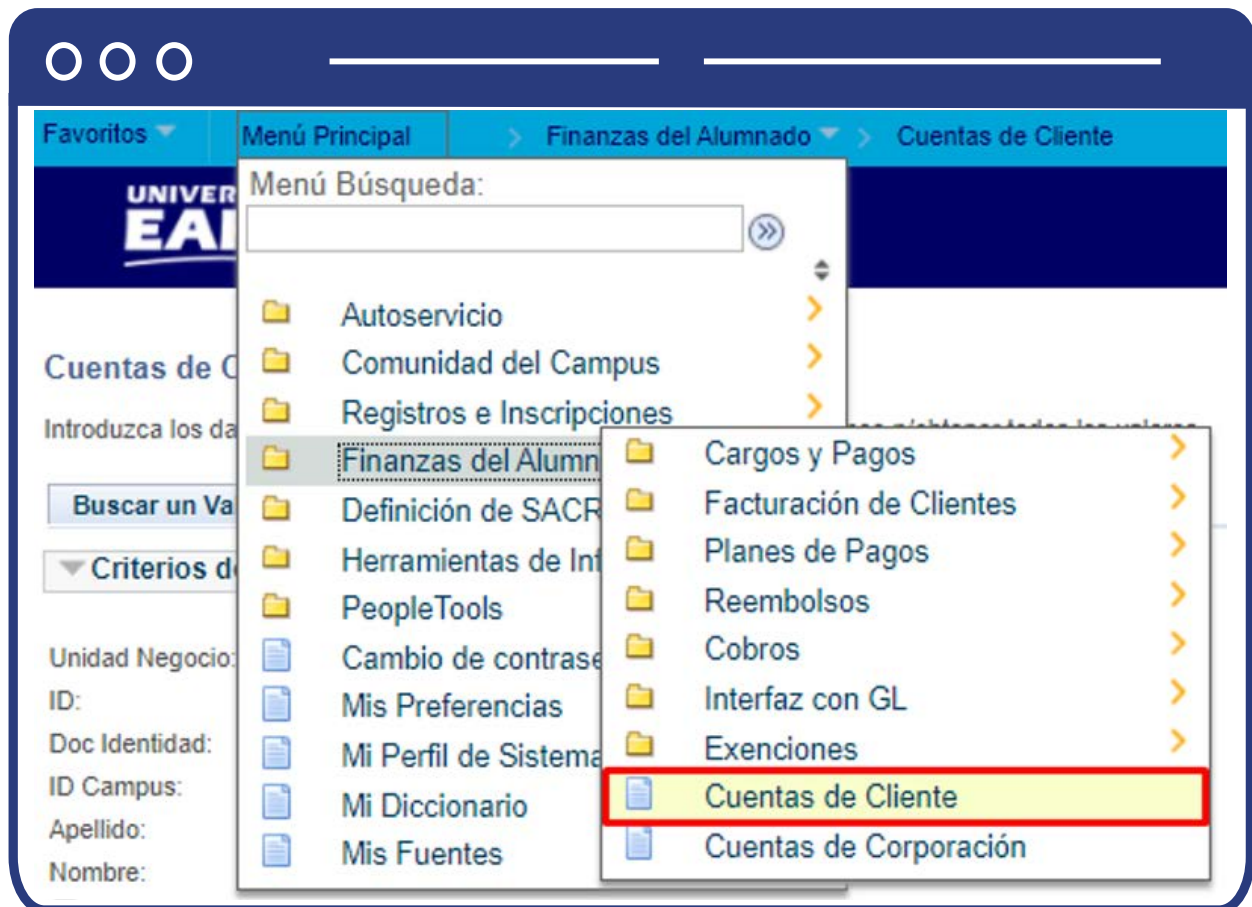 Favoritos Menú Principal > Finanzas del Alumnado > Cuentas de Cliente
Menú Búsqueda:
Autoservicio
Comunidad del Campus
Registros e Inscripciones
Finanzas del Alumn
Definición de SACR
Herramientas de Inf
PeopleTools
Cambio de contrase
Mis Preferencias
Mi Perfil de Sistema
Mi Diccionario
Mis Fuentes
Cargos y Pagos
Facturación de Clientes
Planes de Pagos
Reembolsos
Cobros
Interfaz con GL
Exenciones
Cuentas de Cliente
Cuentas de Corporación
UNIVER
EA
Cuentas de C
Introduzca los da
Buscar un Va
Criterios d
Unidad Negocio:
ID:
Doc Identidad:
ID Campus:
Apellido:
Nombre: